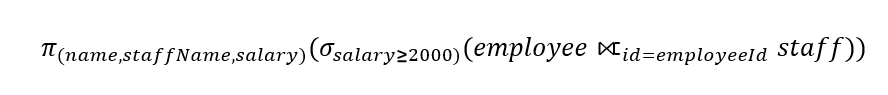 π(name,staffName,salary)(σsalary≥2000)(employee ⟖id=employeeId staff))